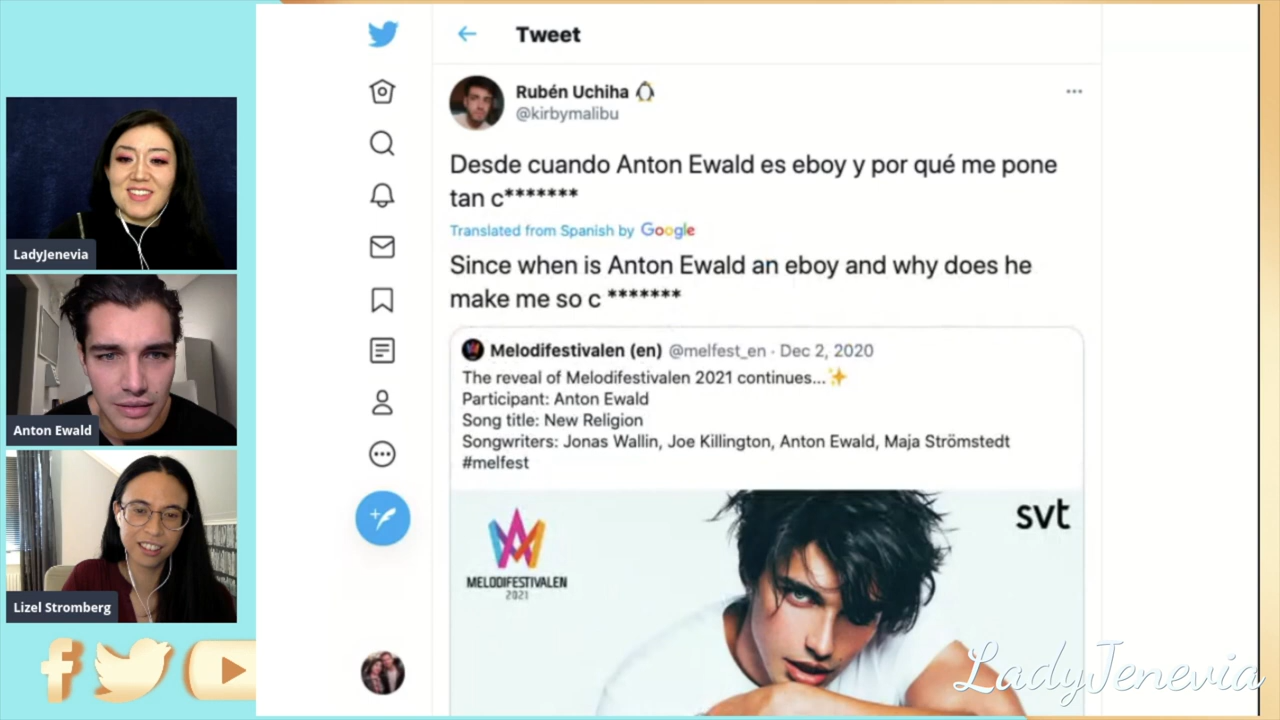 Tweet
Rubén Uchiha 🐧
@kirbymalibu
Desde cuando Anton Ewald es eboy y por qué me pone
tan c*******
Translated from Spanish by Google
Since when is Anton Ewald an eboy and why does he
make me so c *******
Melodifestivalen (en) @melfest_en · Dec 2, 2020
The reveal of Melodifestivalen 2021 continues...✨
Participant: Anton Ewald
Song title: New Religion
Songwriters: Jonas Wallin, Joe Killington, Anton Ewald, Maja Strömstedt
#melfest
svt
MELODIFESTIVALEN
2021
LadyJenevia
Anton Ewald
Lizel Stromberg
LadyJenevia